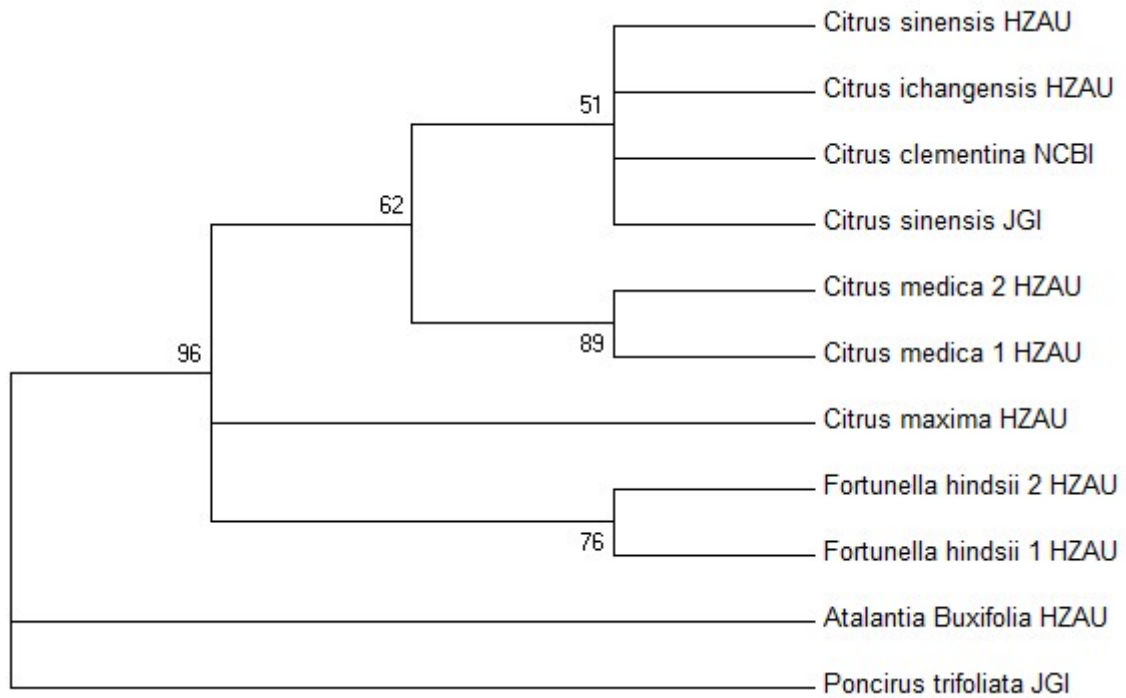 Citrus sinensis HZAU
Citrus ichangensis HZAU
51
Citrus clementina NCBI
62
Citrus sinensis JGI
Citrus medica 2 HZAU
89
96
Citrus medica 1 HZAU
Citrus maxima HZAU
Fortunella hindsii 2 HZAU
76
Fortunella hindsii 1 HZAU
Atalantia Buxifolia HZAU
Poncirus trifoliata JGI